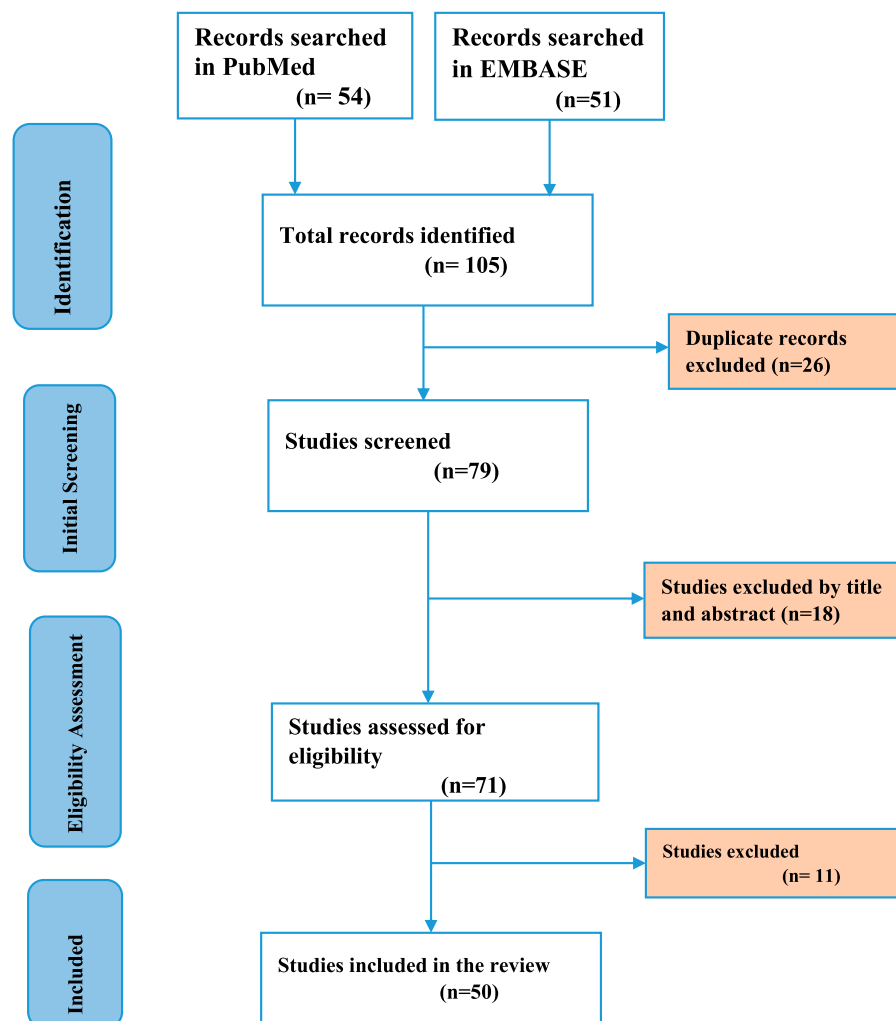 Records searched
in PubMed
(n= 54)
Records searched
in EMBASE
(n=51)
Identification
Total records identified
(n= 105)
Duplicate records
excluded (n=26)
Initial Screening
Studies screened
(n=79)
Studies excluded by title
and abstract (n=18)
Eligibility Assessment
Studies assessed for
eligibility
(n=71)
Studies excluded
(n= 11)
Included
Studies included in the review
(n=50)